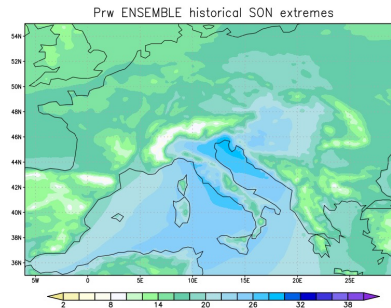 Prw ENSEMBLE historical SON extremes
54N
52N
50N
48N
46N
44N
42N
40N
38N
36N
5W 0 5E 10E 15E 20E 25E
2 8 14 20 26 32 38